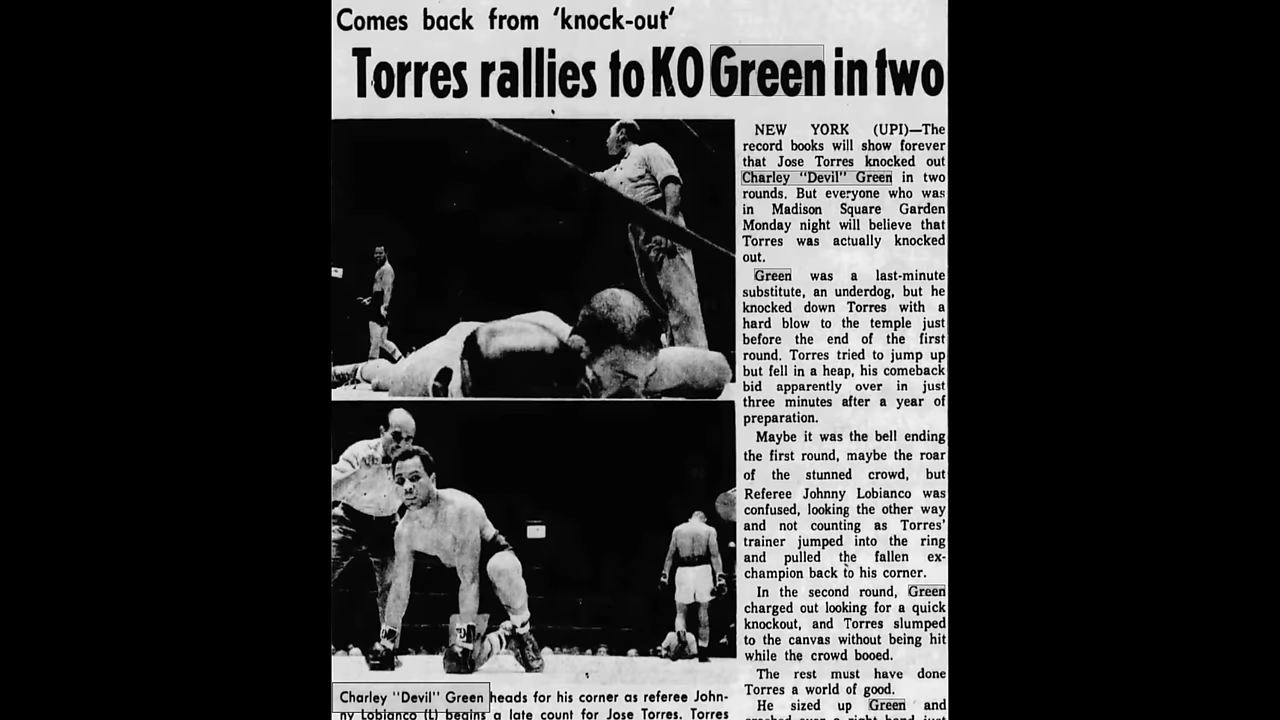 Comes back from 'knock-out'
Torres rallies to KO Green in two
NEW YORK (UPI)—The
record books will show forever
that Jose Torres knocked out
Charley "Devil" Green in two
rounds. But everyone who was
in Madison Square Garden
Monday night will believe that
Torres was actually knocked
out.
Green was a last-minute
substitute, an underdog, but he
knocked down Torres with a
hard blow to the temple just
before the end of the first
round. Torres tried to jump up
but fell in a heap, his comeback
bid apparently over in just
three minutes after a year of
preparation.
Maybe it was the bell ending
the first round, maybe the roar
of the stunned crowd, but
Referee Johnny Lobianco was
confused, looking the other way
and not counting as Torres'
trainer jumped into the ring
and pulled the fallen ex-
champion back to his corner.
In the second round, Green
charged out looking for a quick
knockout, and Torres slumped
to the canvas without being hit
while the crowd booed.
The rest must have done
Torres a world of good.
He sized up Green and
Charley "Devil" Green heads for his corner as referee John-
ny Lobianco (L) begins a late count for Jose Torres. Torres